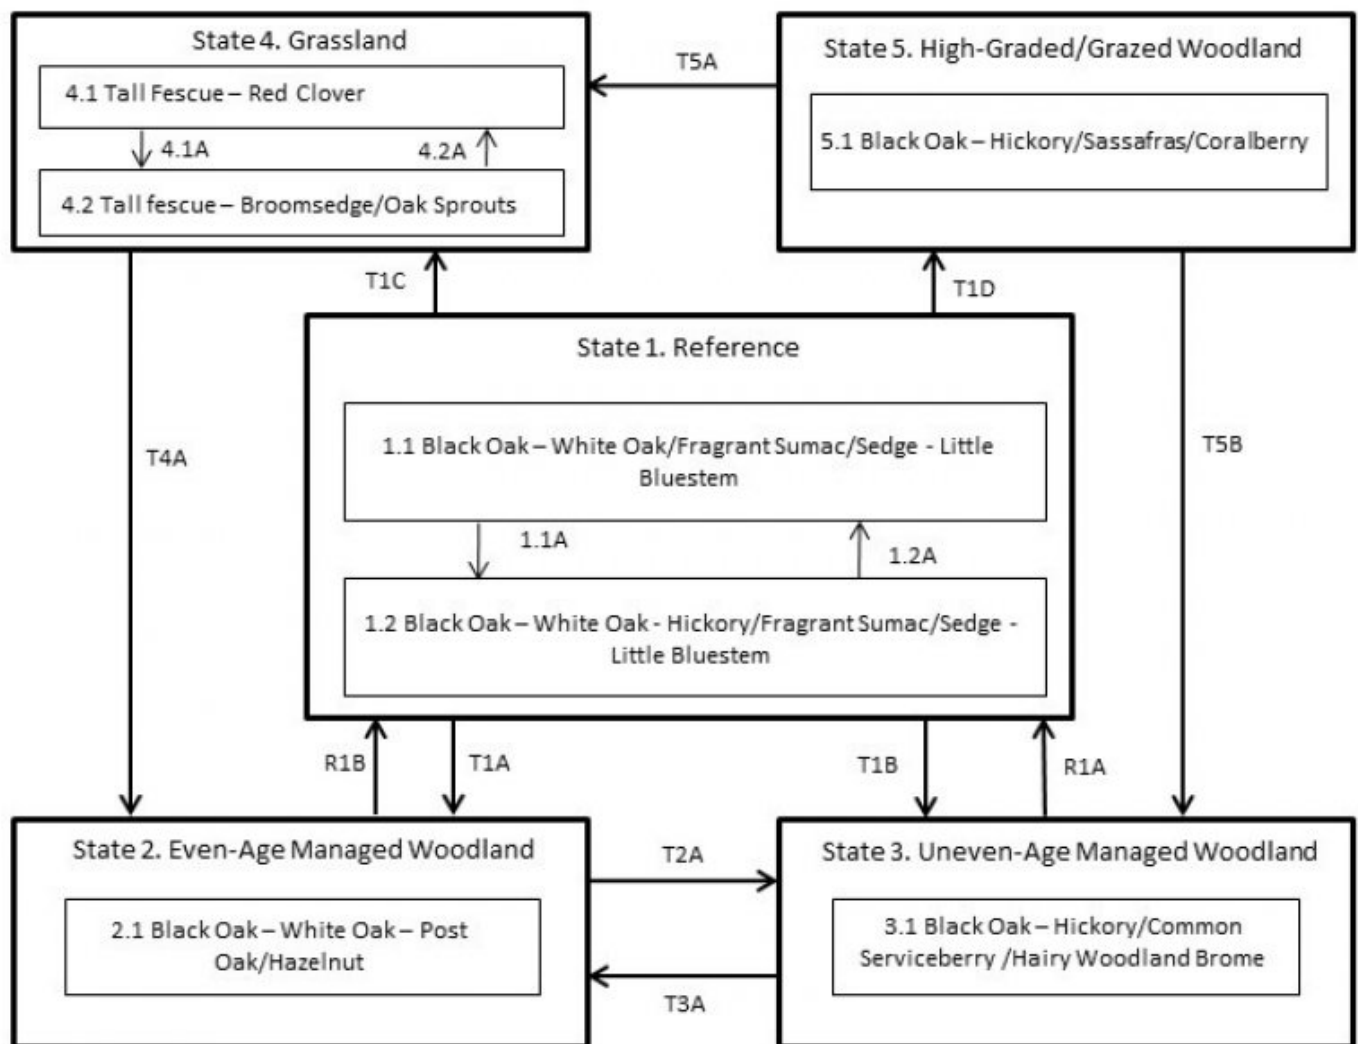 State 4. Grassland
4.1 Tall Fescue – Red Clover
4.1A
4.2A
4.2 Tall fescue – Broomsedge/Oak Sprouts
T5A
State 5. High-Graded/Grazed Woodland
5.1 Black Oak – Hickory/Sassafras/Coralberry
T1C
T1D
State 1. Reference
1.1 Black Oak – White Oak/Fragrant Sumac/Sedge - Little
Bluestem
1.1A
1.2A
1.2 Black Oak – White Oak - Hickory/Fragrant Sumac/Sedge -
Little Bluestem
T4A
T5B
R1B
T1A
T1B
R1A
State 2. Even-Age Managed Woodland
2.1 Black Oak – White Oak – Post
Oak/Hazelnut
T2A
T3A
State 3. Uneven-Age Managed Woodland
3.1 Black Oak – Hickory/Common
Serviceberry /Hairy Woodland Brome